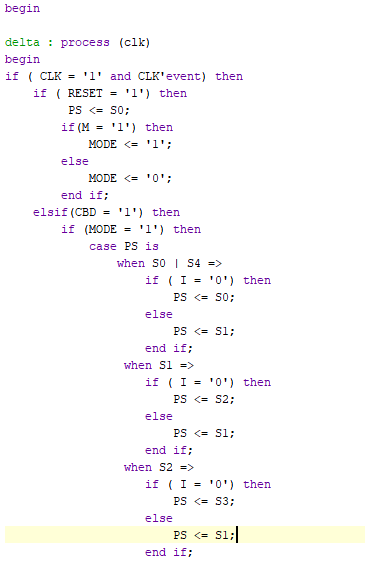 begin
delta : process (clk)
begin
if ( CLK = '1' and CLK'event) then
if ( RESET = '1') then
PS <= S0;
if(M = '1') then
MODE <= '1';
else
MODE <= '0';
end if;
elsif(CBD = '1') then
if (MODE = '1') then
case PS is
when S0 | S4 =>
if ( I = '0') then
PS <= S0;
else
PS <= S1;
end if;
when S1 =>
if ( I = '0') then
PS <= S2;
else
PS <= S1;
end if;
when S2 =>
if ( I = '0') then
PS <= S3;
else
PS <= S1;
end if;